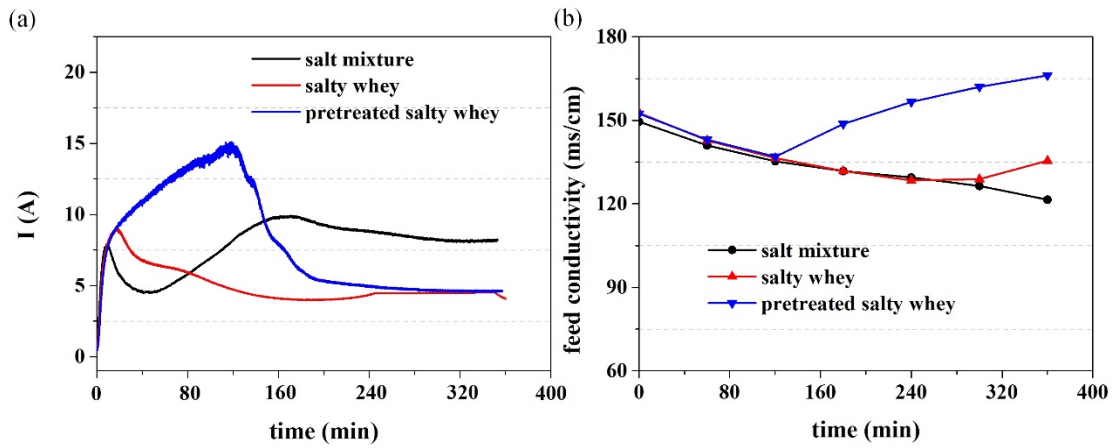 (a)
20
15
10
5
0
I (A)
salt mixture
salty whey
pretreated salty whey
0 80 160 240 320 400
time (min)
(b)
180
150
120
90
60
feed conductivity (ms/cm)
salt mixture
salty whey
pretreated salty whey
0 80 160 240 320 400
time (min)